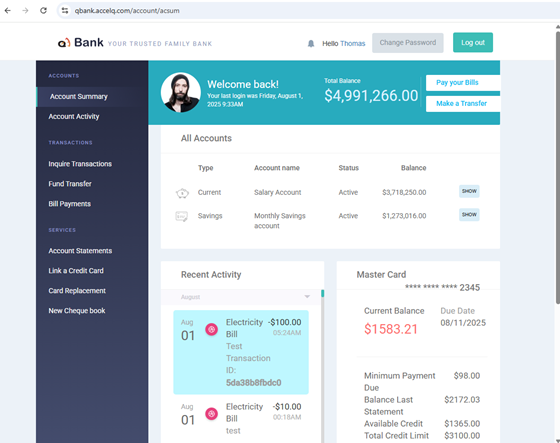 qbank.accelq.com/account/acsum
a Bank YOUR TRUSTED FAMILY BANK
Hello Thomas
Change Password
Log out
ACCOUNTS
Account Summary
Account Activity
TRANSACTIONS
Inquire Transactions
Fund Transfer
Bill Payments
SERVICES
Account Statements
Link a Credit Card
Card Replacement
New Cheque book
Welcome back!
Your last login was Friday, August 1,
2025 9:33AM
Total Balance
$4,991,266.00
Pay your Bills
Make a Transfer
All Accounts
Type Account name Status Balance
Current Salary Account Active $3,718,250.00 SHOW
Savings Monthly Savings Active $1,273,016.00 SHOW
account
Recent Activity
August
Aug
01
Electricity -$100.00
Bill 05:24AM
Test
Transaction
ID:
5da38b8fbdc0
Aug
01
Electricity -$10.00
Bill 00:18AM
test
Master Card
**** **** **** 2345
Current Balance Due Date
$1583.21 08/11/2025
Minimum Payment $98.00
Due
Balance Last $2172.03
Statement
Available Credit $1365.00
Total Credit Limit $3100.00